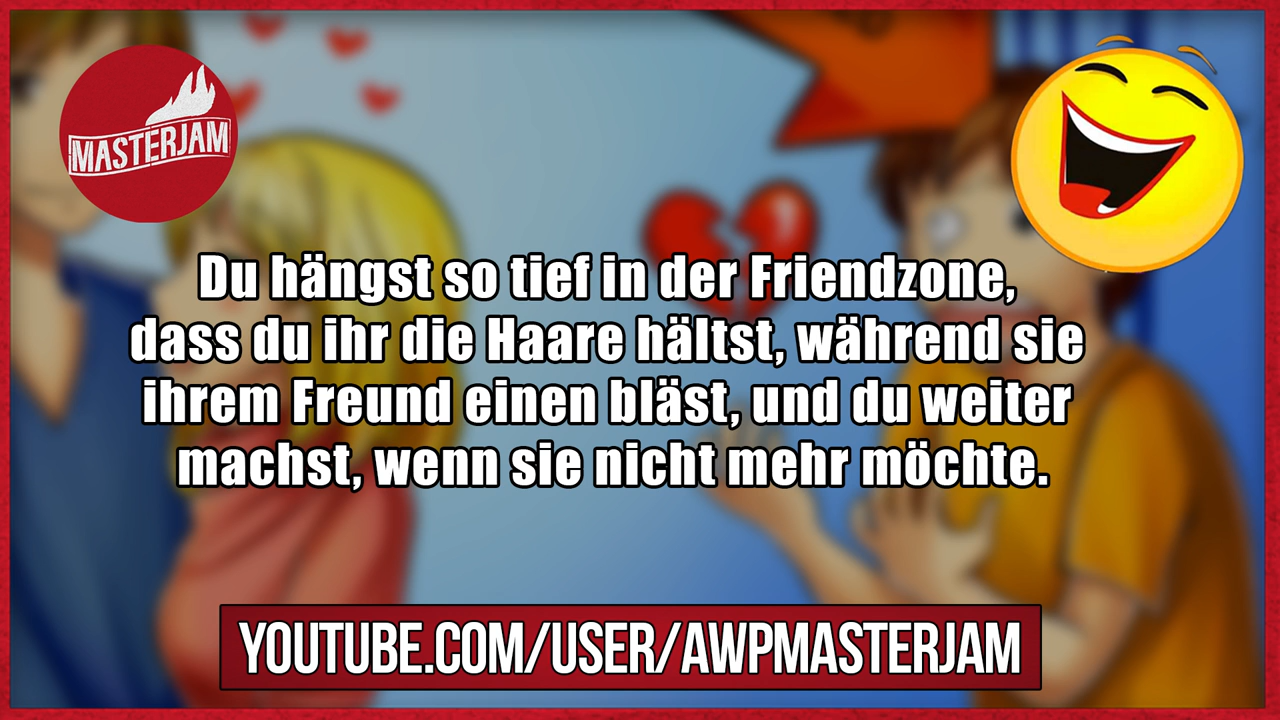 MASTERJAM
Du hängst so tief in der Friendzone,
dass du ihr die Haare hältst, während sie
ihrem Freund einen bläst, und du weiter
machst, wenn sie nicht mehr möchte.
YOUTUBE.COM/USER/AWPMASTERJAM